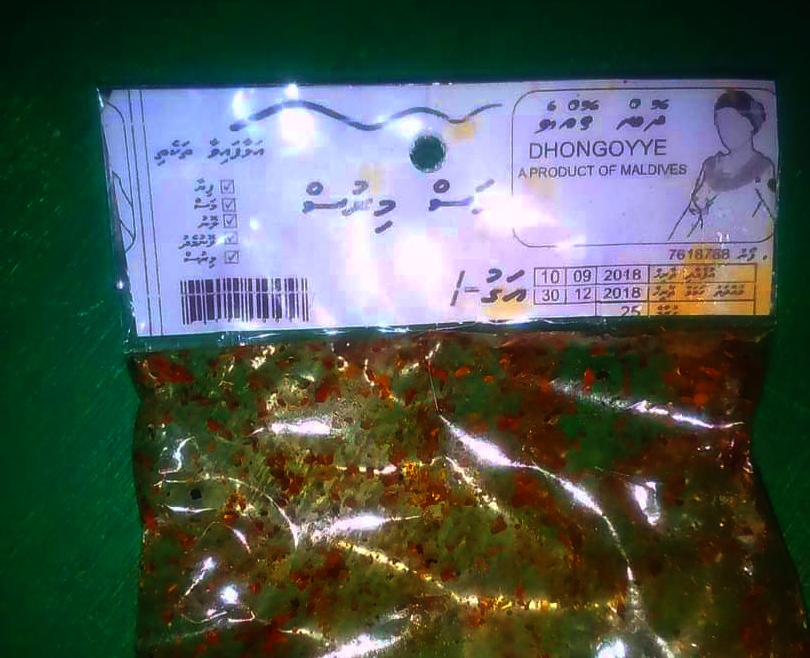 ދޮން ގޮއްޔެ
DHONGOYYE
A PRODUCT OF MALDIVES
އަޅާފައިވާ ތަކެތި
ފިޔާ
މަސް
ލޮނު
މިރުސް
މަސް މިރުސް
ފޯނު 7618788
10 09 2018
30 12 2018
25
އަގު-/